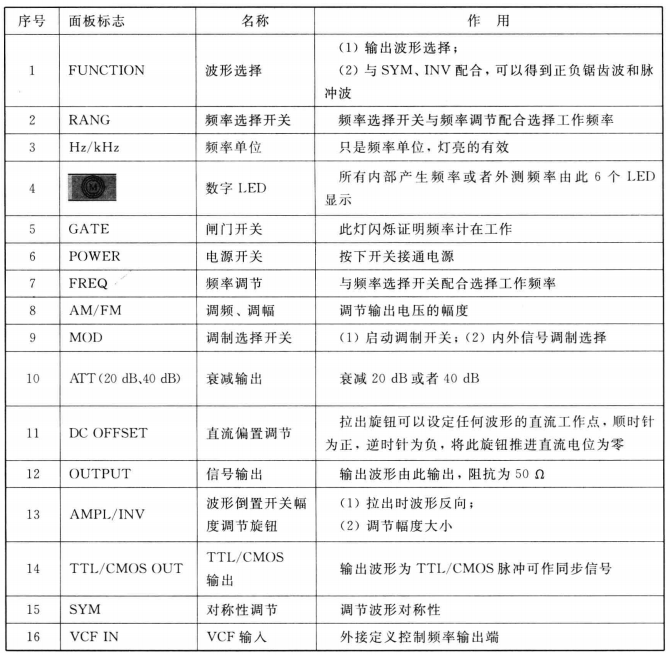 序号 面板标志 名称 作 用
1 FUNCTION 波形选择 (1) 输出波形选择;
(2) 与 SYM、INV 配合,可以得到正负锯齿波和脉
冲波
2 RANG 频率选择开关 频率选择开关与频率调节配合选择工作频率
3 Hz/kHz 频率单位 只是频率单位,灯亮的有效
4 M 数字 LED 所有内部产生频率或者外测频率由此 6 个 LED
显示
5 GATE 闸门开关 此灯闪烁证明频率计在工作
6 POWER 电源开关 按下开关接通电源
7 FREQ 频率调节 与频率选择开关配合选择工作频率
8 AM/FM 调频、调幅 调节输出电压的幅度
9 MOD 调制选择开关 (1) 启动调制开关;(2) 内外信号调制选择
10 ATT(20 dB、40 dB) 衰减输出 衰减 20 dB 或者 40 dB
11 DC OFFSET 直流偏置调节 拉出旋钮可以设定任何波形的直流工作点,顺时针
为正,逆时针为负,将此旋钮推进直流电位为零
12 OUTPUT 信号输出 输出波形由此输出,阻抗为 50 Ω
13 AMPL/INV 波形倒置开关幅
度调节旋钮 (1) 拉出时波形反向;
(2) 调节幅度大小
14 TTL/CMOS OUT TTL/CMOS
输出 输出波形为 TTL/CMOS 脉冲可作同步信号
15 SYM 对称性调节 调节波形对称性
16 VCF IN VCF 输入 外接定义控制频率输出端